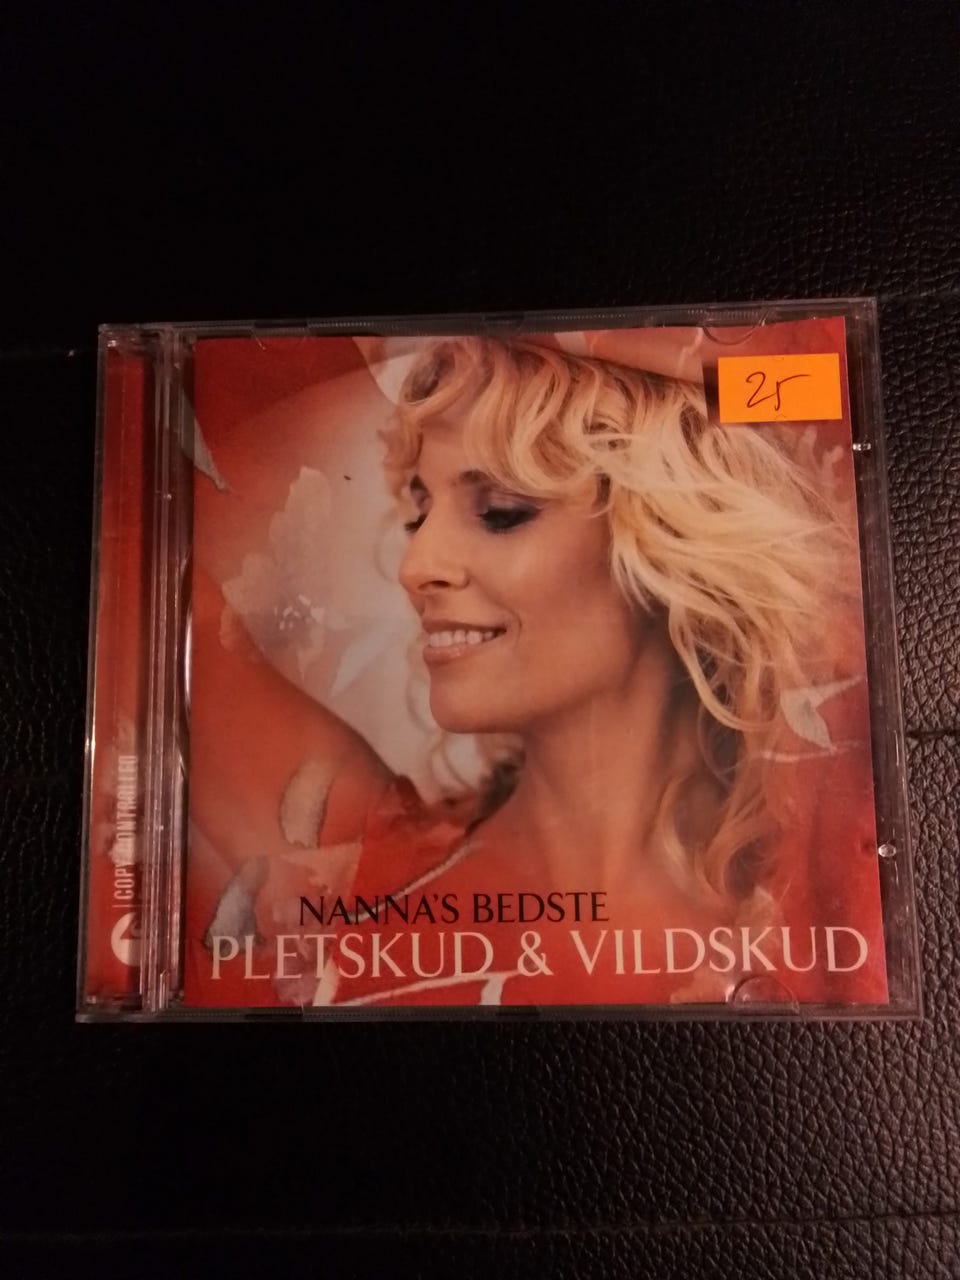 25
NANNA'S BEDSTE
PLETSKUD & VILDSKUD
COPY CONTROLLED